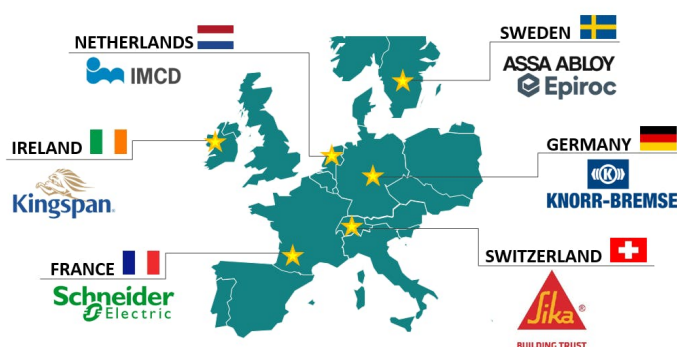 NETHERLANDS
IMCD
SWEDEN
ASSA ABLOY
Epiroc
IRELAND
Kingspan.
GERMANY
K
KNORR-BREMSE
FRANCE
Schneider
Electric
SWITZERLAND
Sika®
BUILDING TRUST